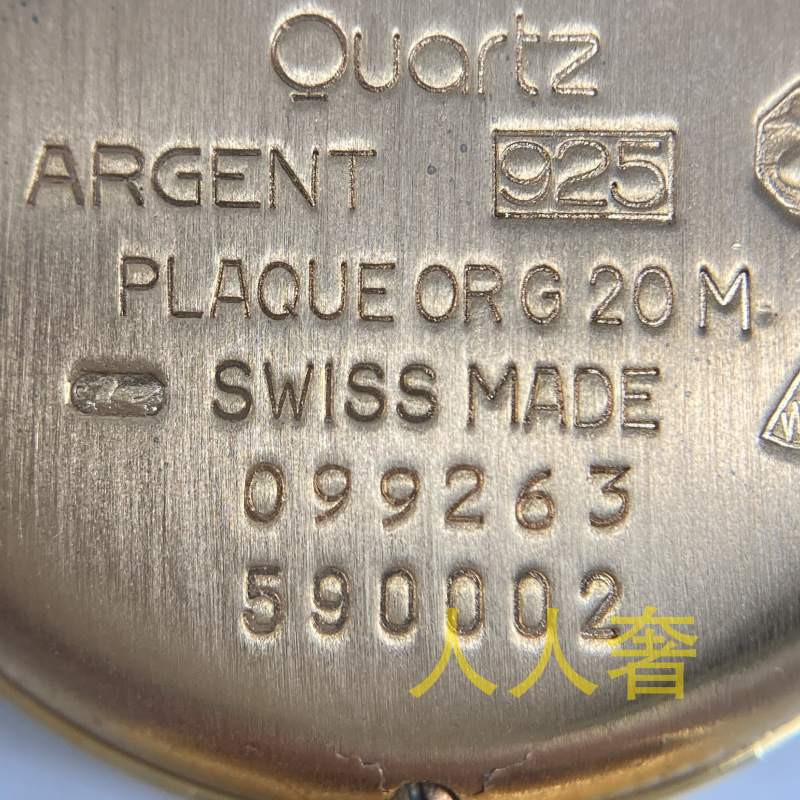 Quartz
ARGENT 925
PLAQUE OR G 20 M.
SWISS MADE
099263
590002
人人奢